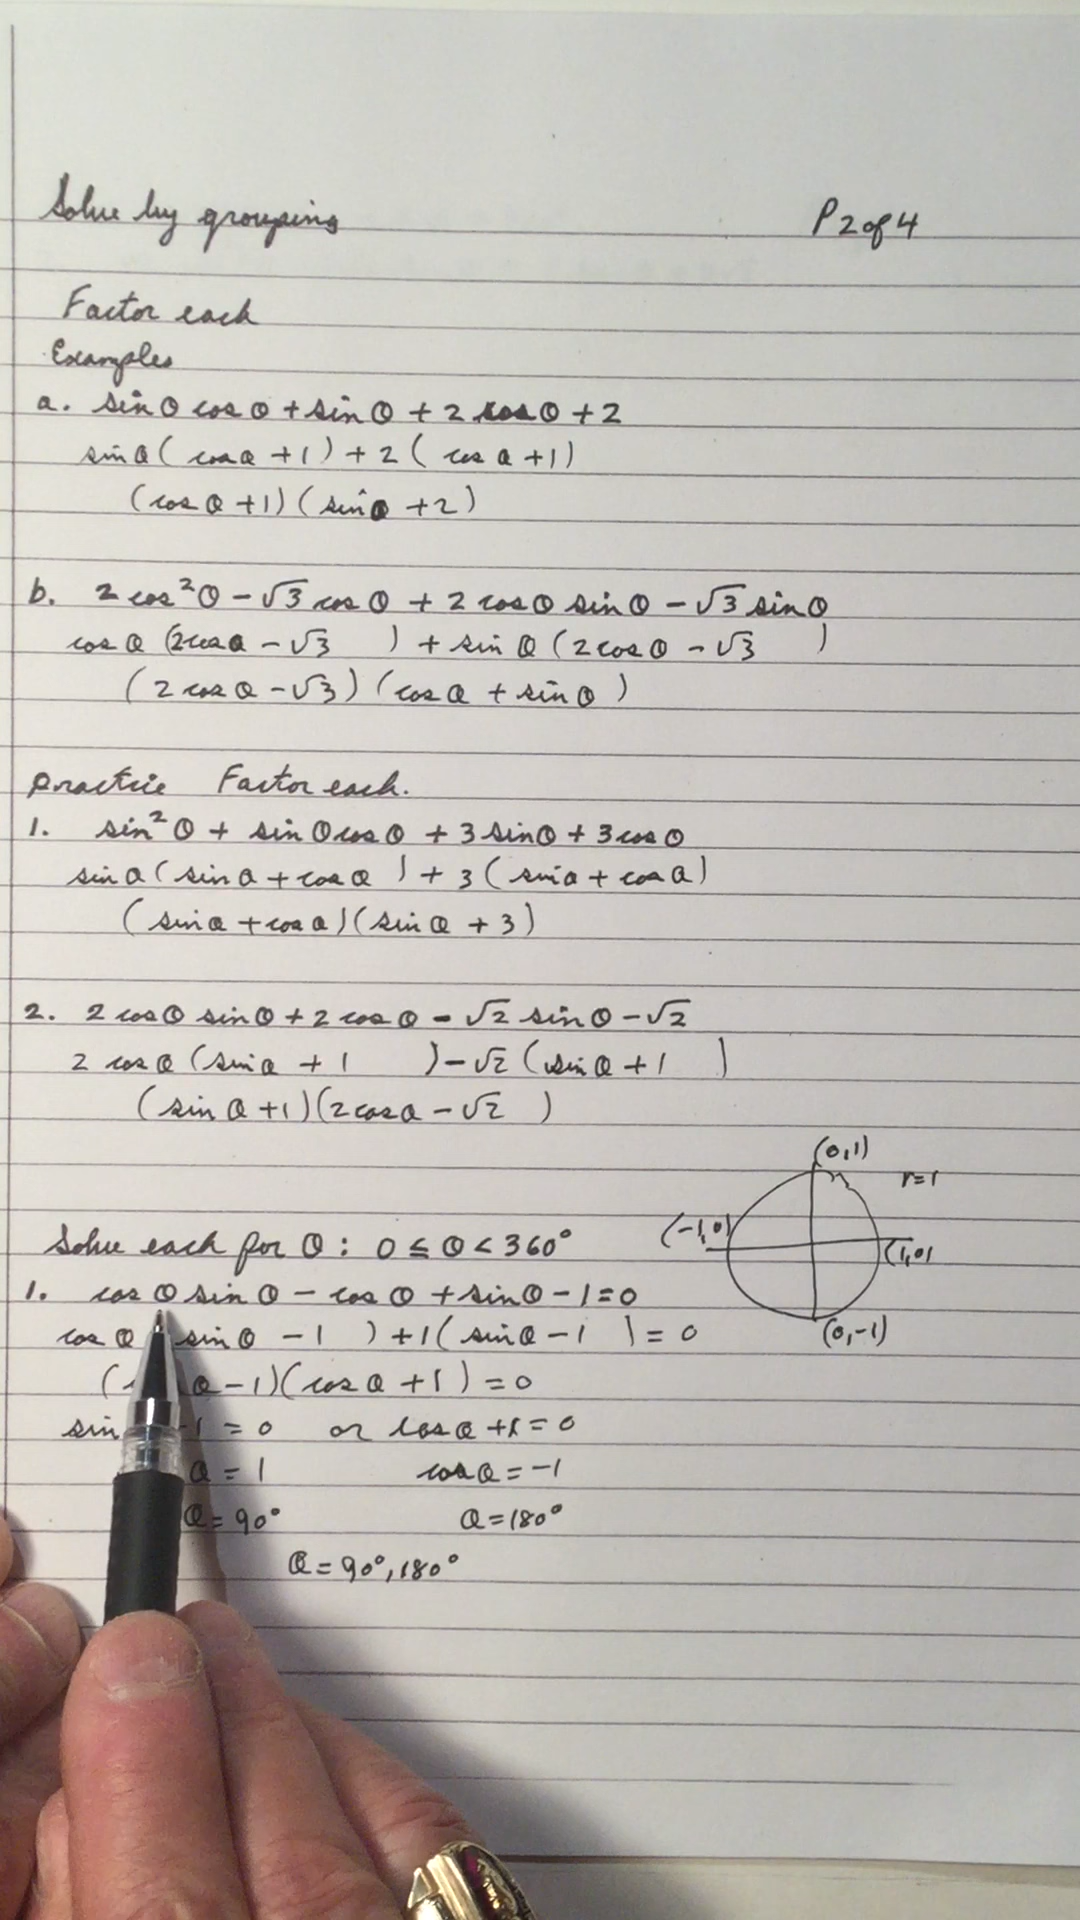 Solve by grouping P 2 of 4
Factor each
Examples
a. sin θ cos θ + sin θ + 2 cos θ + 2
sin θ ( cos θ + 1 ) + 2 ( cos θ + 1 )
( cos θ + 1 ) ( sin θ + 2 )
b. 2 cos² θ - √3 cos θ + 2 cos θ sin θ - √3 sin θ
cos θ ( 2 cos θ - √3 ) + sin θ ( 2 cos θ - √3 )
( 2 cos θ - √3 ) ( cos θ + sin θ )
Practice Factor each.
1. sin² θ + sin θ cos θ + 3 sin θ + 3 cos θ
sin θ ( sin θ + cos θ ) + 3 ( sin θ + cos θ )
( sin θ + cos θ ) ( sin θ + 3 )
2. 2 cos θ sin θ + 2 cos θ - √2 sin θ - √2
2 cos θ ( sin θ + 1 ) - √2 ( sin θ + 1 )
( sin θ + 1 ) ( 2 cos θ - √2 )
(0,1)
r=1
(-1,0)
(1,0)
(0,-1)
Solve each for θ : 0 ≤ θ < 360°
1. cos θ sin θ - cos θ + sin θ - 1 = 0
cos θ sin θ - 1 ) + 1 ( sin θ - 1 ) = 0
( θ - 1 ) ( cos θ + 1 ) = 0
sin - 1 = 0 or cos θ + 1 = 0
θ = 1 cos θ = -1
θ = 90° θ = 180°
θ = 90°, 180°